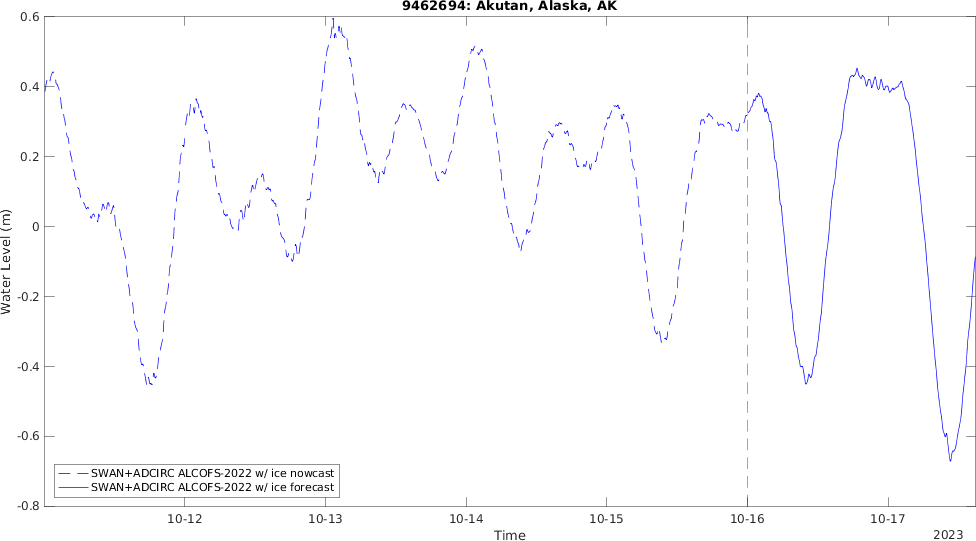 9462694: Akutan, Alaska, AK
0.6
0.4
0.2
0
-0.2
-0.4
-0.6
-0.8
Water Level (m)
SWAN+ADCIRC ALCOFS-2022 w/ ice nowcast
SWAN+ADCIRC ALCOFS-2022 w/ ice forecast
10-12 10-13 10-14 10-15 10-16 10-17
Time
2023